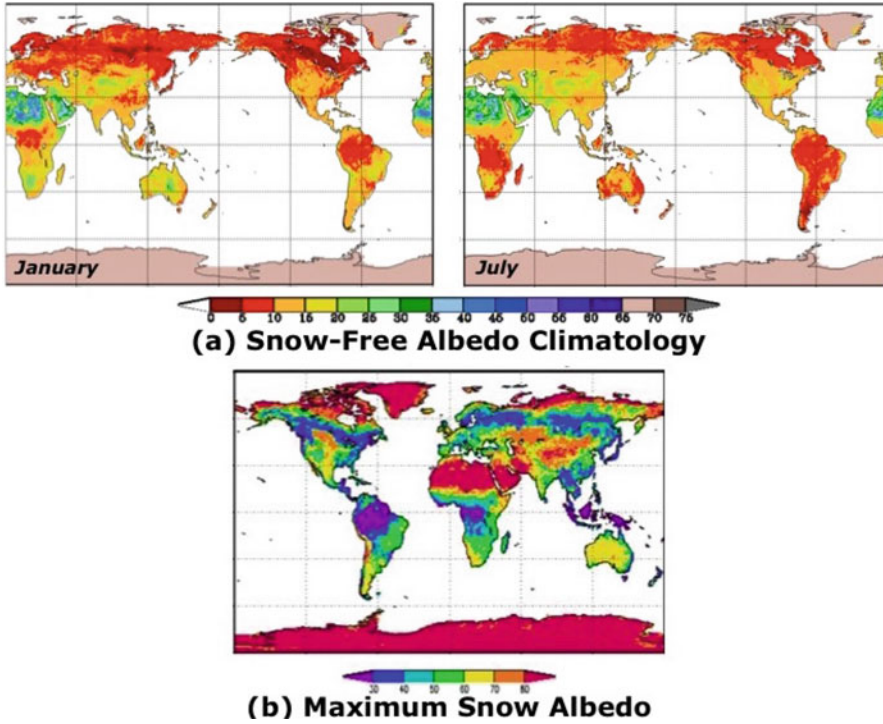 January
July
0 5 10 15 20 25 30 35 40 45 50 55 60 65 70 75
(a) Snow-Free Albedo Climatology
30 40 50 60 70 80
(b) Maximum Snow Albedo